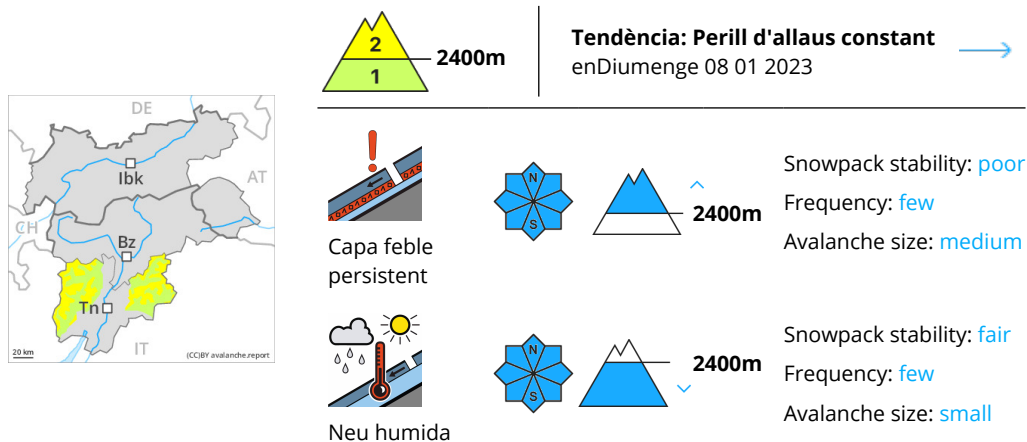 2
1
2400m
Tendència: Perill d'allaus constant
enDiumenge 08 01 2023
DE
AT
CH
Ibk
Bz
Tn
IT
20 km
(CC)BY avalanche.report
Capa feble
persistent
N
S
2400m
Snowpack stability: poor
Frequency: few
Avalanche size: medium
Neu humida
N
S
2400m
Snowpack stability: fair
Frequency: few
Avalanche size: small